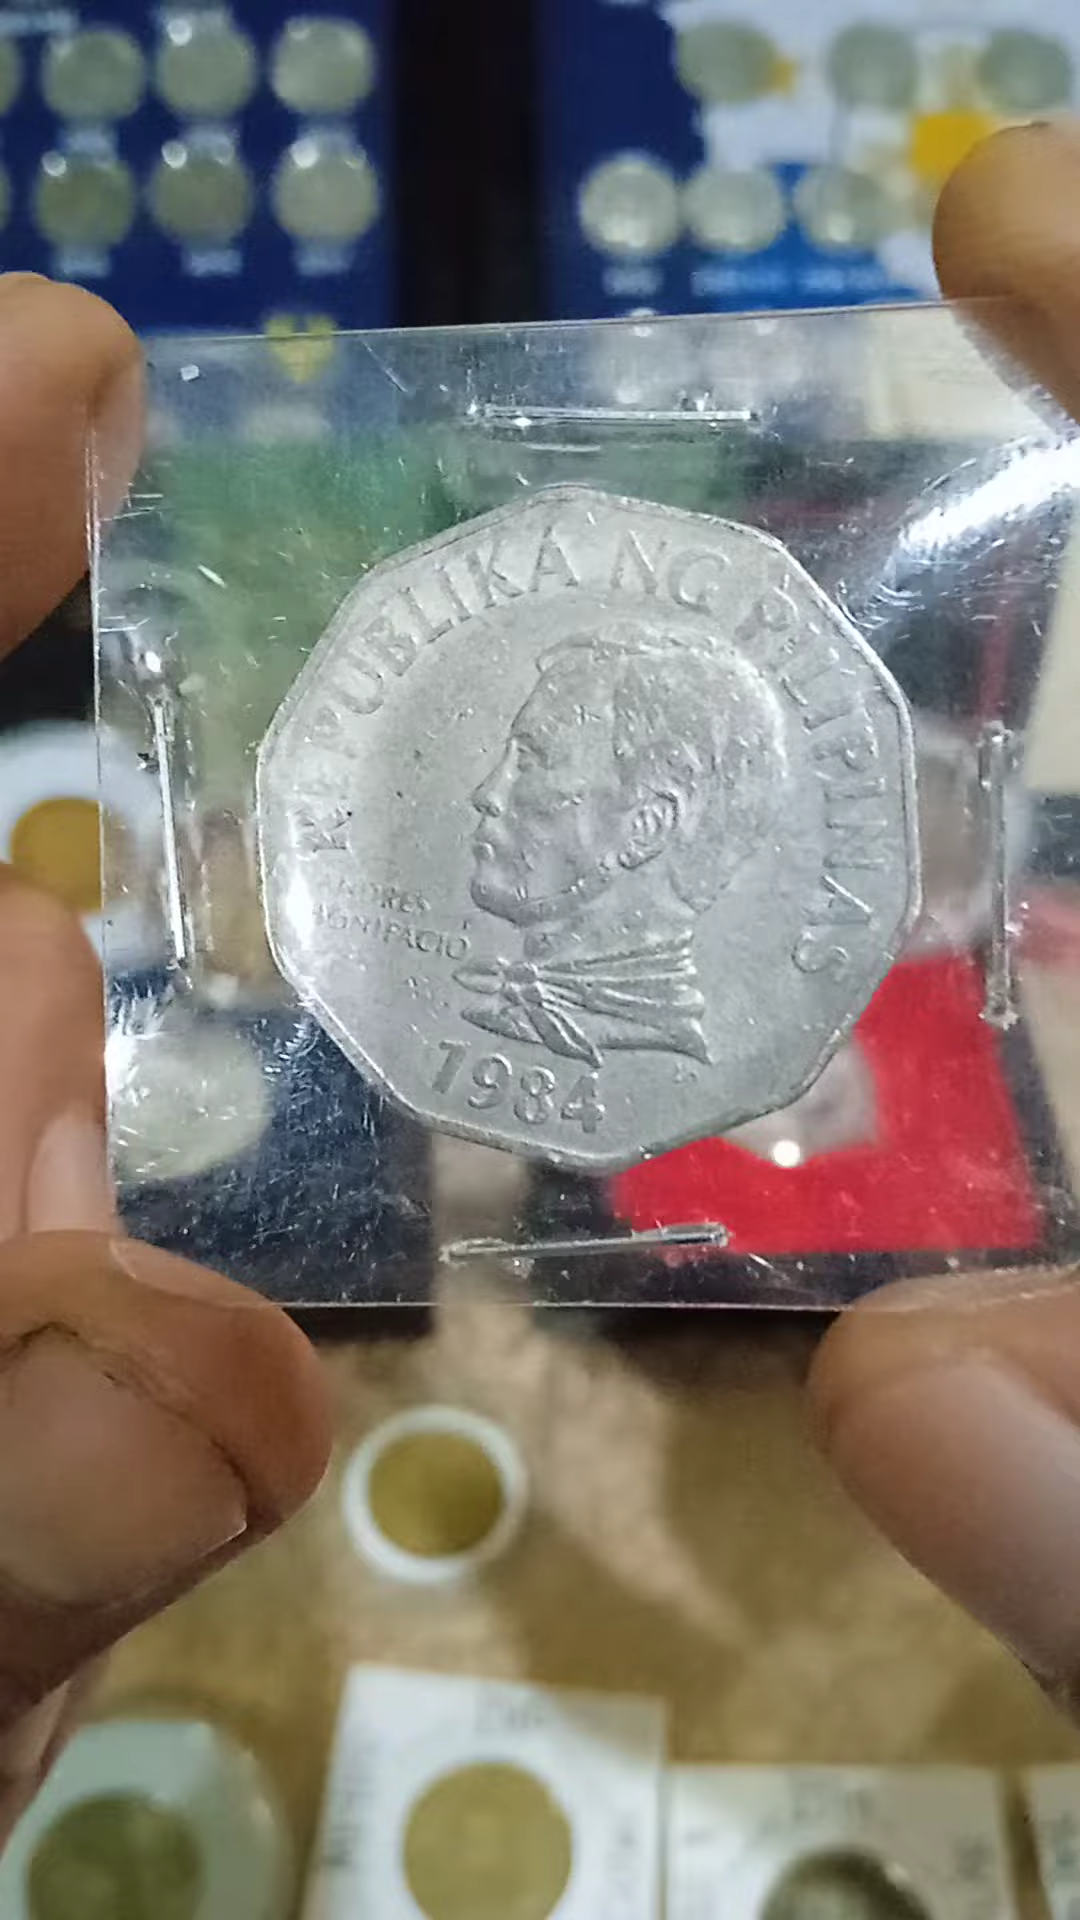 REPUBLIKA NG PILIPINAS
ANDRES
BONIFACIO
1984